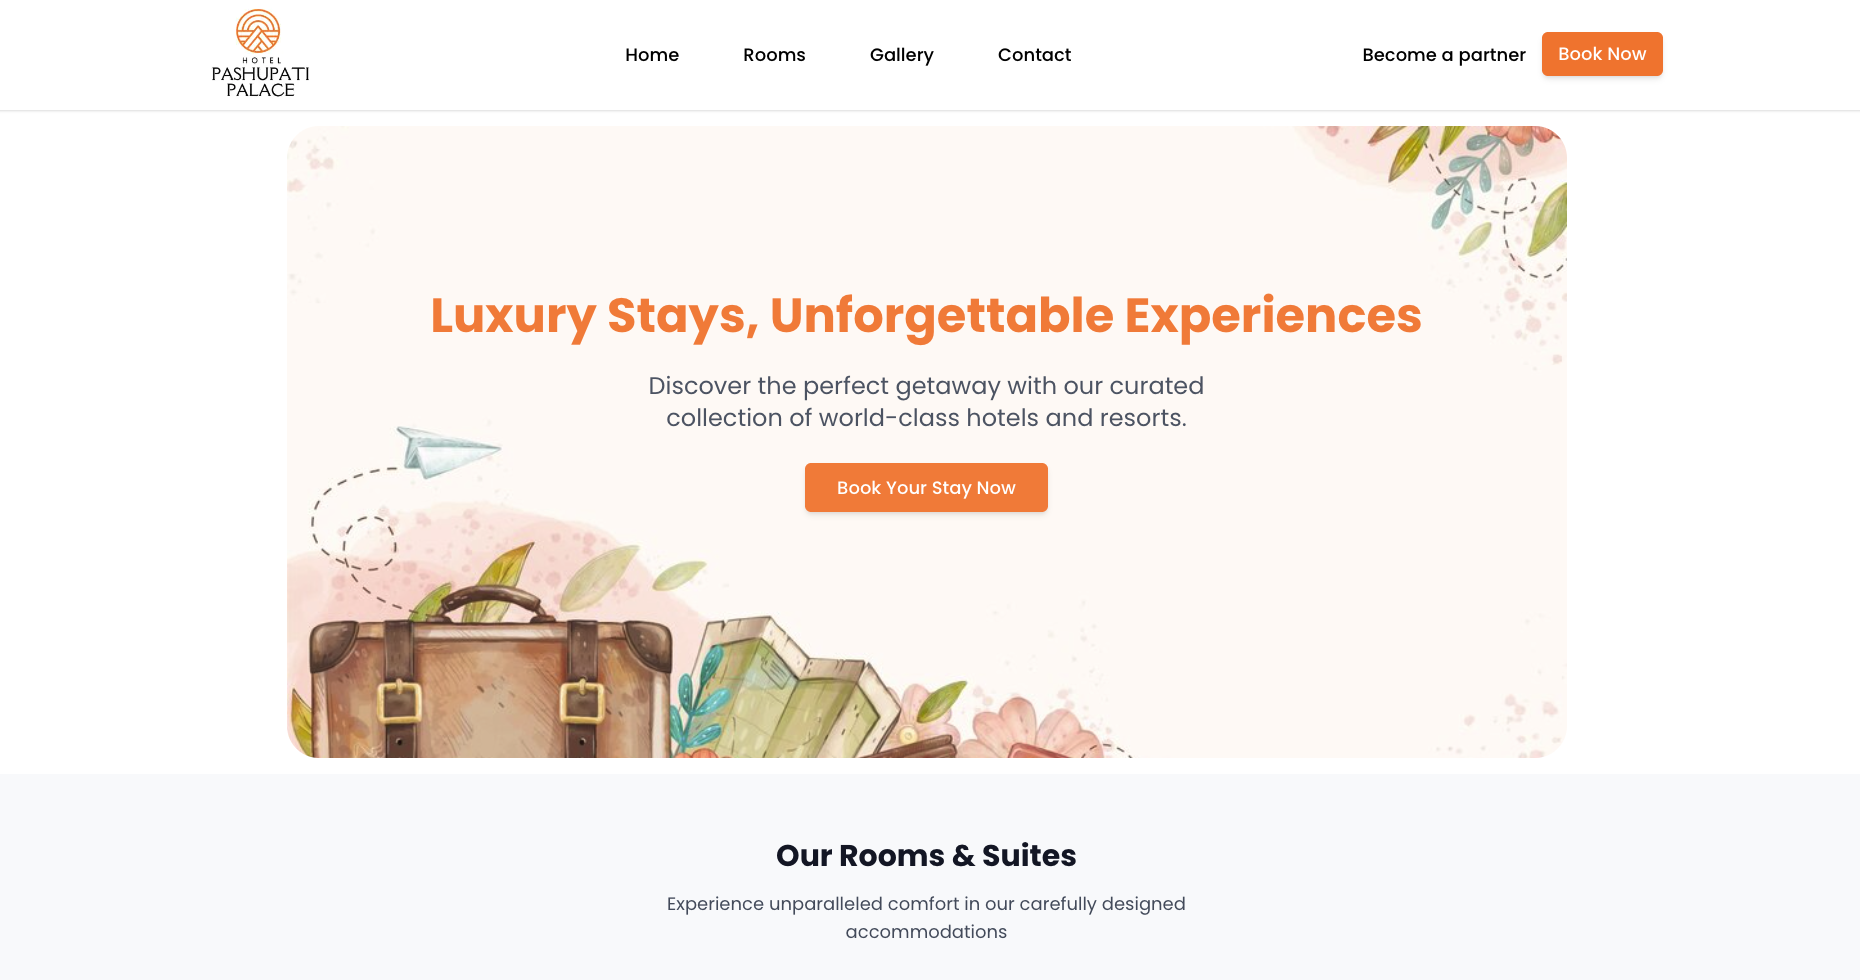 HOTEL
PASHUPATI
PALACE
Home
Rooms
Gallery
Contact
Become a partner
Book Now
Luxury Stays, Unforgettable Experiences
Discover the perfect getaway with our curated
collection of world-class hotels and resorts.
Book Your Stay Now
Our Rooms & Suites
Experience unparalleled comfort in our carefully designed
accommodations